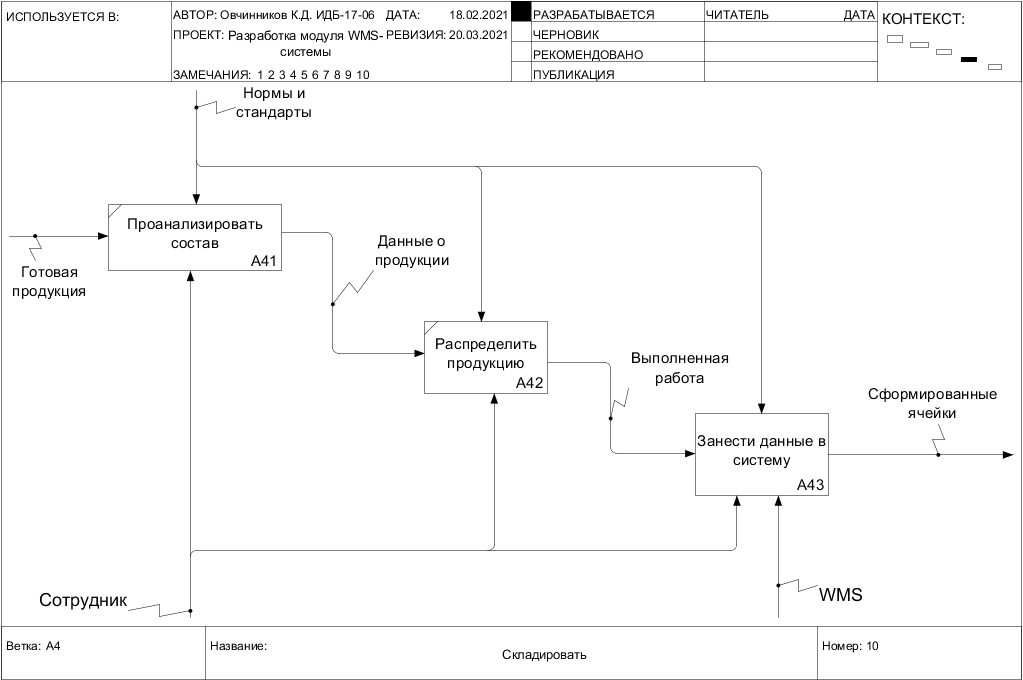 ИСПОЛЬЗУЕТСЯ В:
АВТОР: Овчинников К.Д. ИДБ-17-06 ДАТА: 18.02.2021
ПРОЕКТ: Разработка модуля WMS-системы
РЕВИЗИЯ: 20.03.2021
ЗАМЕЧАНИЯ: 1 2 3 4 5 6 7 8 9 10
РАЗРАБАТЫВАЕТСЯ
ЧЕРНОВИК
РЕКОМЕНДОВАНО
ПУБЛИКАЦИЯ
ЧИТАТЕЛЬ ДАТА
КОНТЕКСТ:
Нормы и
стандарты
Проанализировать
состав
A41
Готовая
продукция
Данные о
продукции
Распределить
продукцию
A42
Выполненная
работа
Занести данные в
систему
A43
Сформированные
ячейки
Сотрудник
WMS
Ветка: A4
Название:
Складировать
Номер: 10